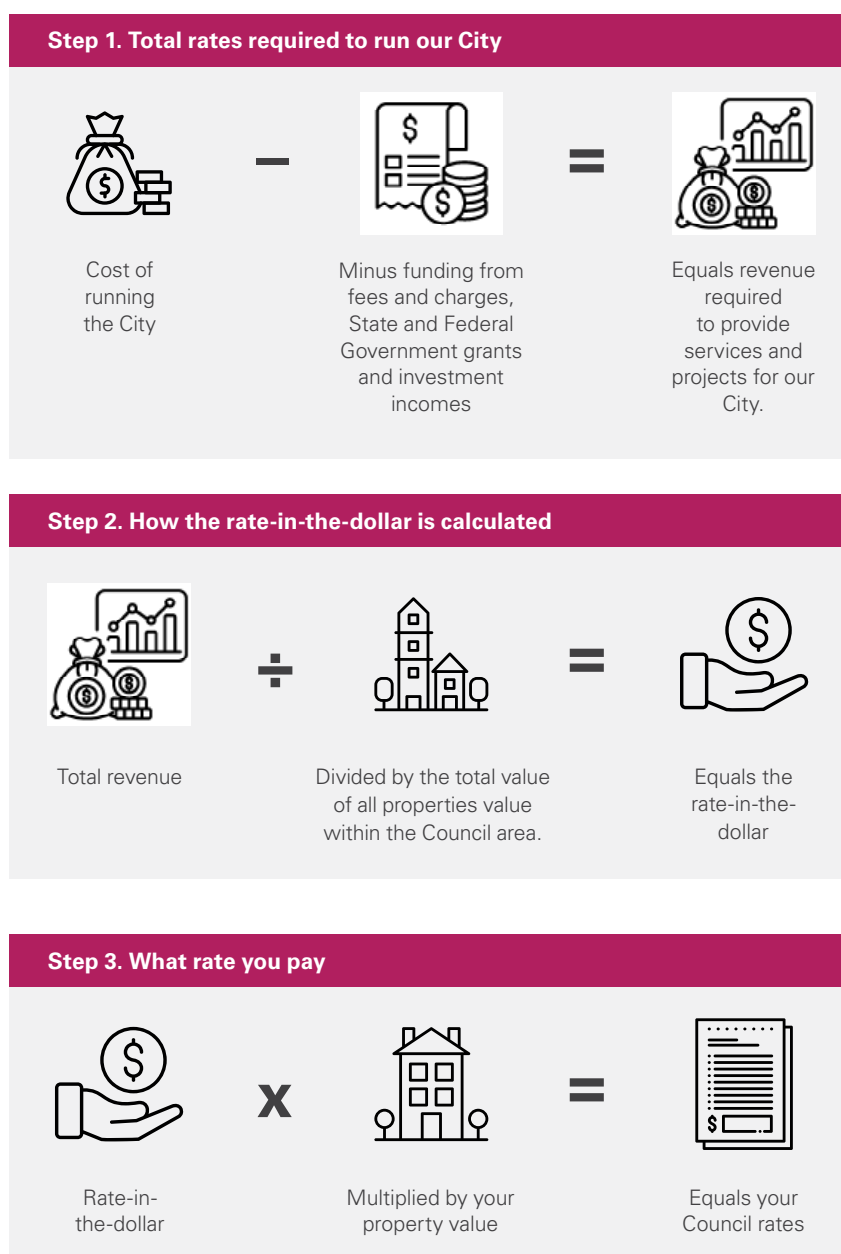 Step 1. Total rates required to run our City
Cost of
running
the City
Minus funding from
fees and charges,
State and Federal
Government grants
and investment
incomes
Equals revenue
required
to provide
services and
projects for our
City.
Step 2. How the rate-in-the-dollar is calculated
Total revenue
Divided by the total value
of all properties value
within the Council area.
Equals the
rate-in-the-
dollar
Step 3. What rate you pay
Rate-in-
the-dollar
Multiplied by your
property value
Equals your
Council rates